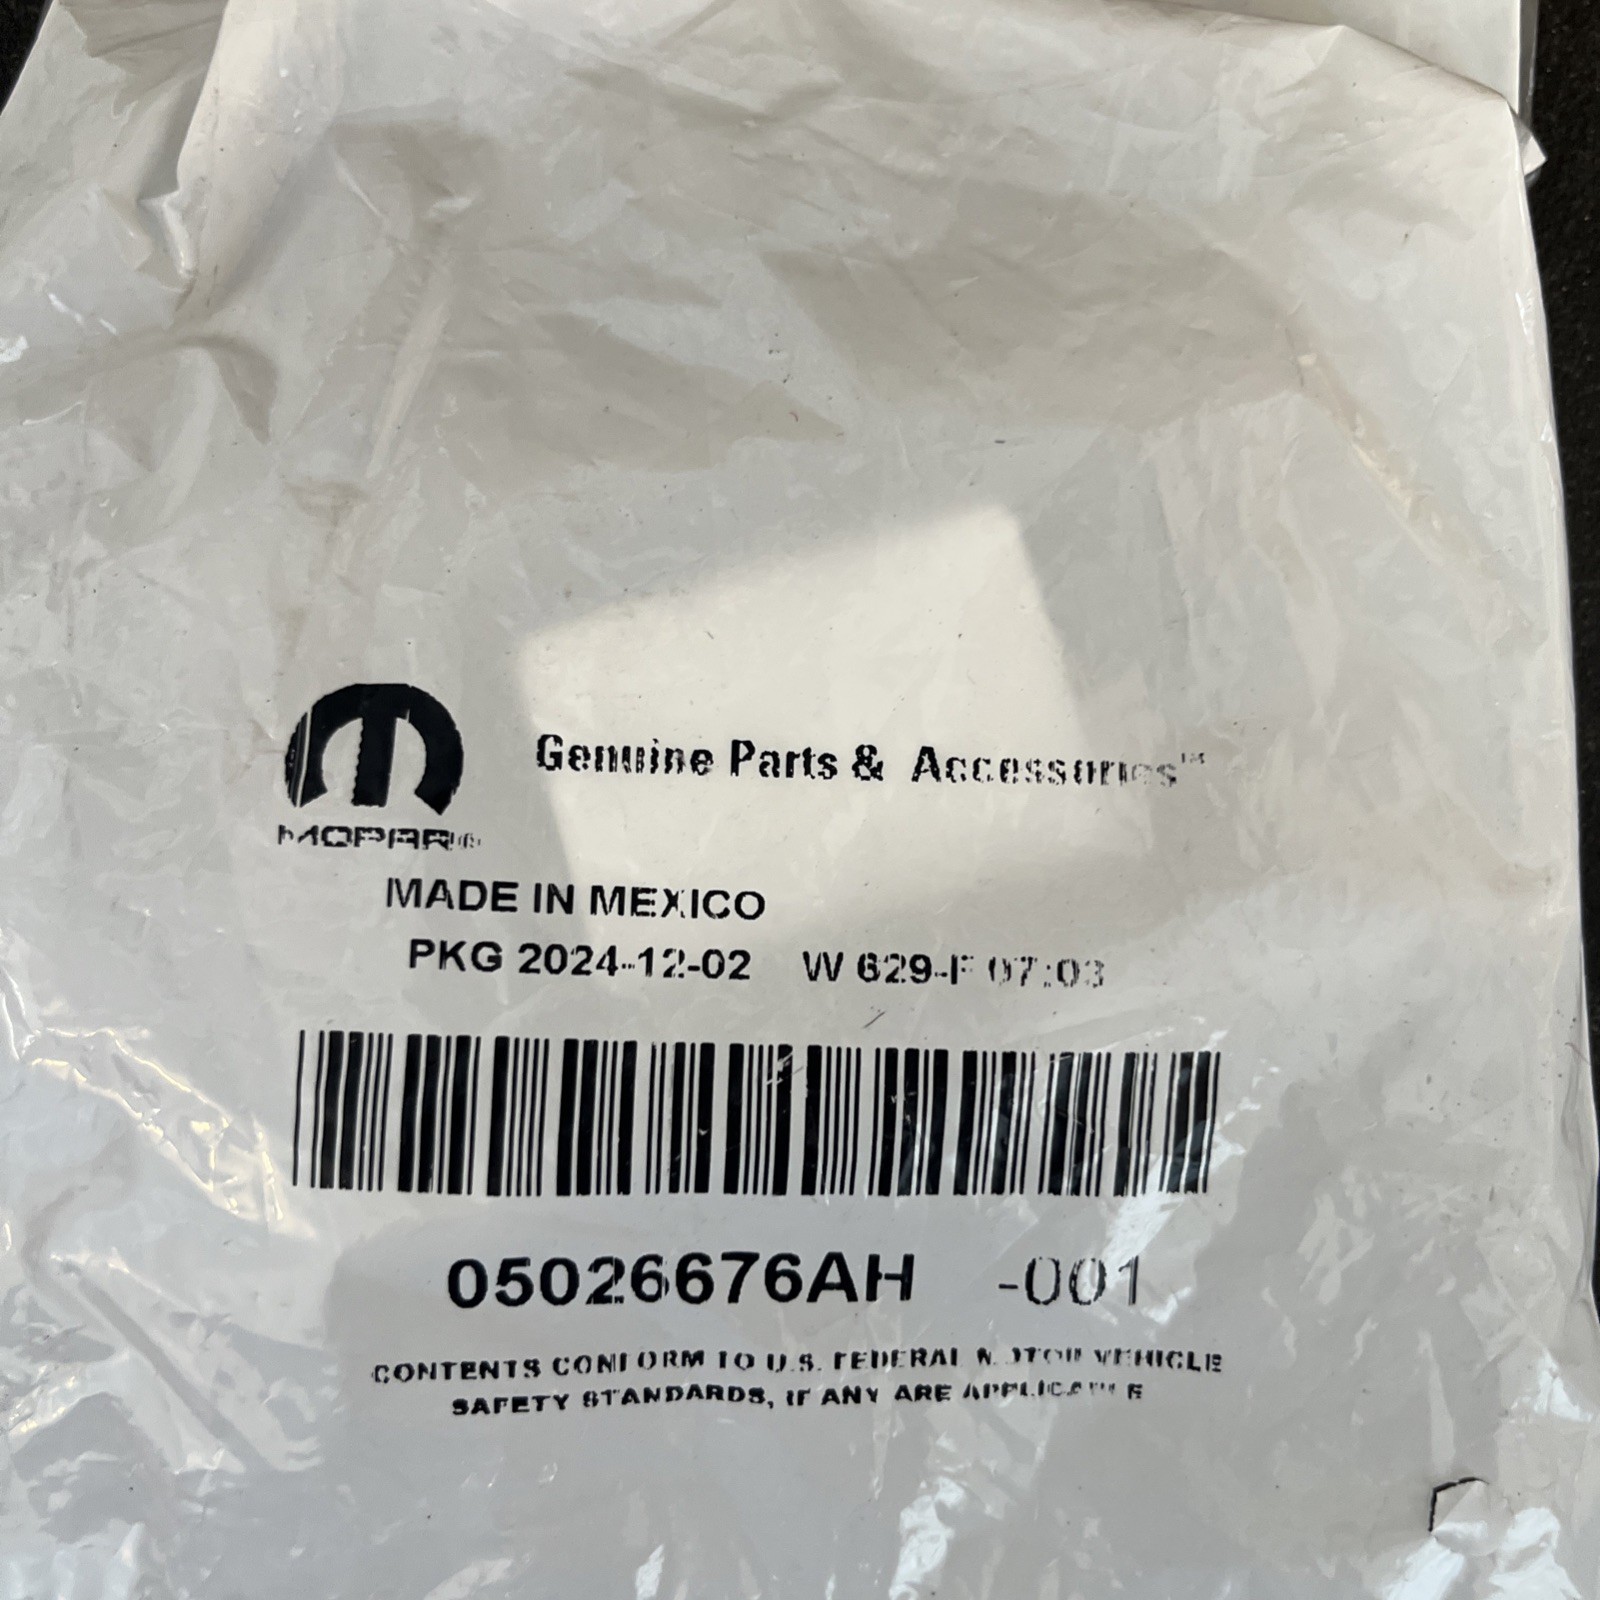 Genuine Parts & Accessories™
MOPAR®
MADE IN MEXICO
PKG 2024-12-02 W 629-F 07:03
05026676AH -001
CONTENTS CONFORM TO U.S. FEDERAL MOTOR VEHICLE
SAFETY STANDARDS, IF ANY ARE APPLICABLE